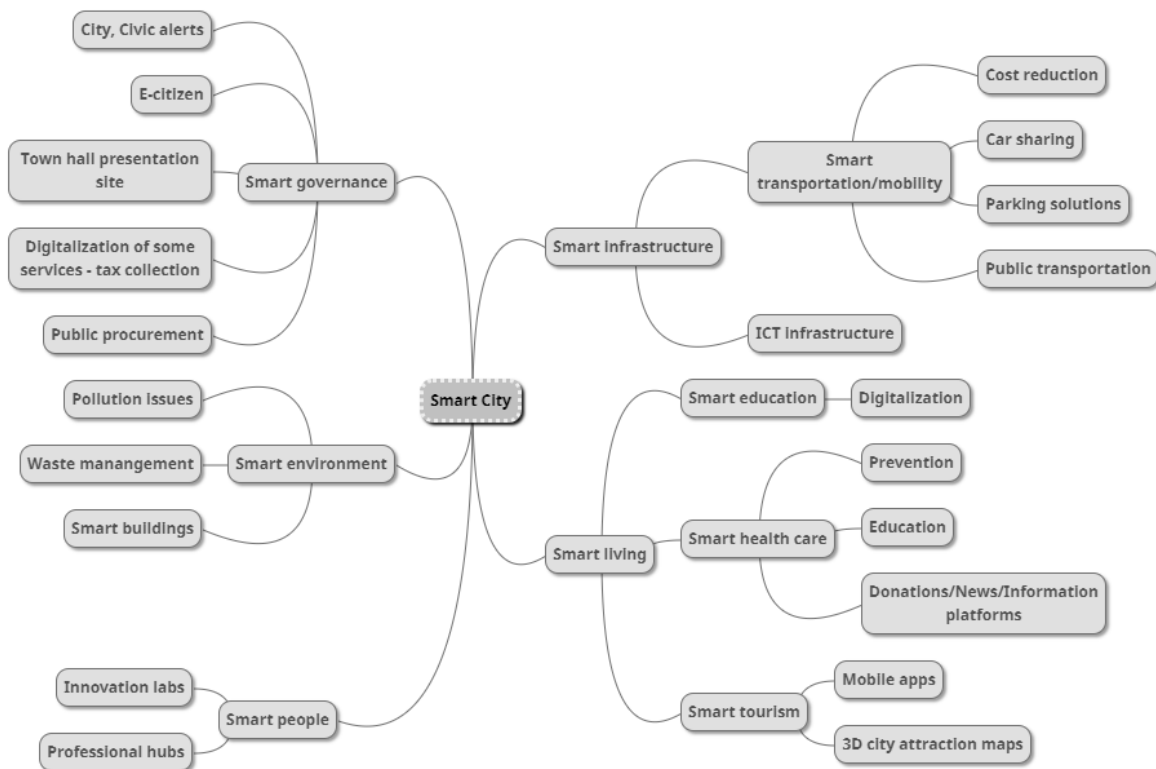 City, Civic alerts
E-citizen
Town hall presentation
site
Smart governance
Digitalization of some
services - tax collection
Public procurement
Pollution issues
Waste manangement
Smart environment
Smart buildings
Innovation labs
Smart people
Professional hubs
Smart City
Smart infrastructure
Smart
transportation/mobility
Cost reduction
Car sharing
Parking solutions
Public transportation
ICT infrastructure
Smart living
Smart education
Digitalization
Smart health care
Prevention
Education
Donations/News/Information
platforms
Smart tourism
Mobile apps
3D city attraction maps